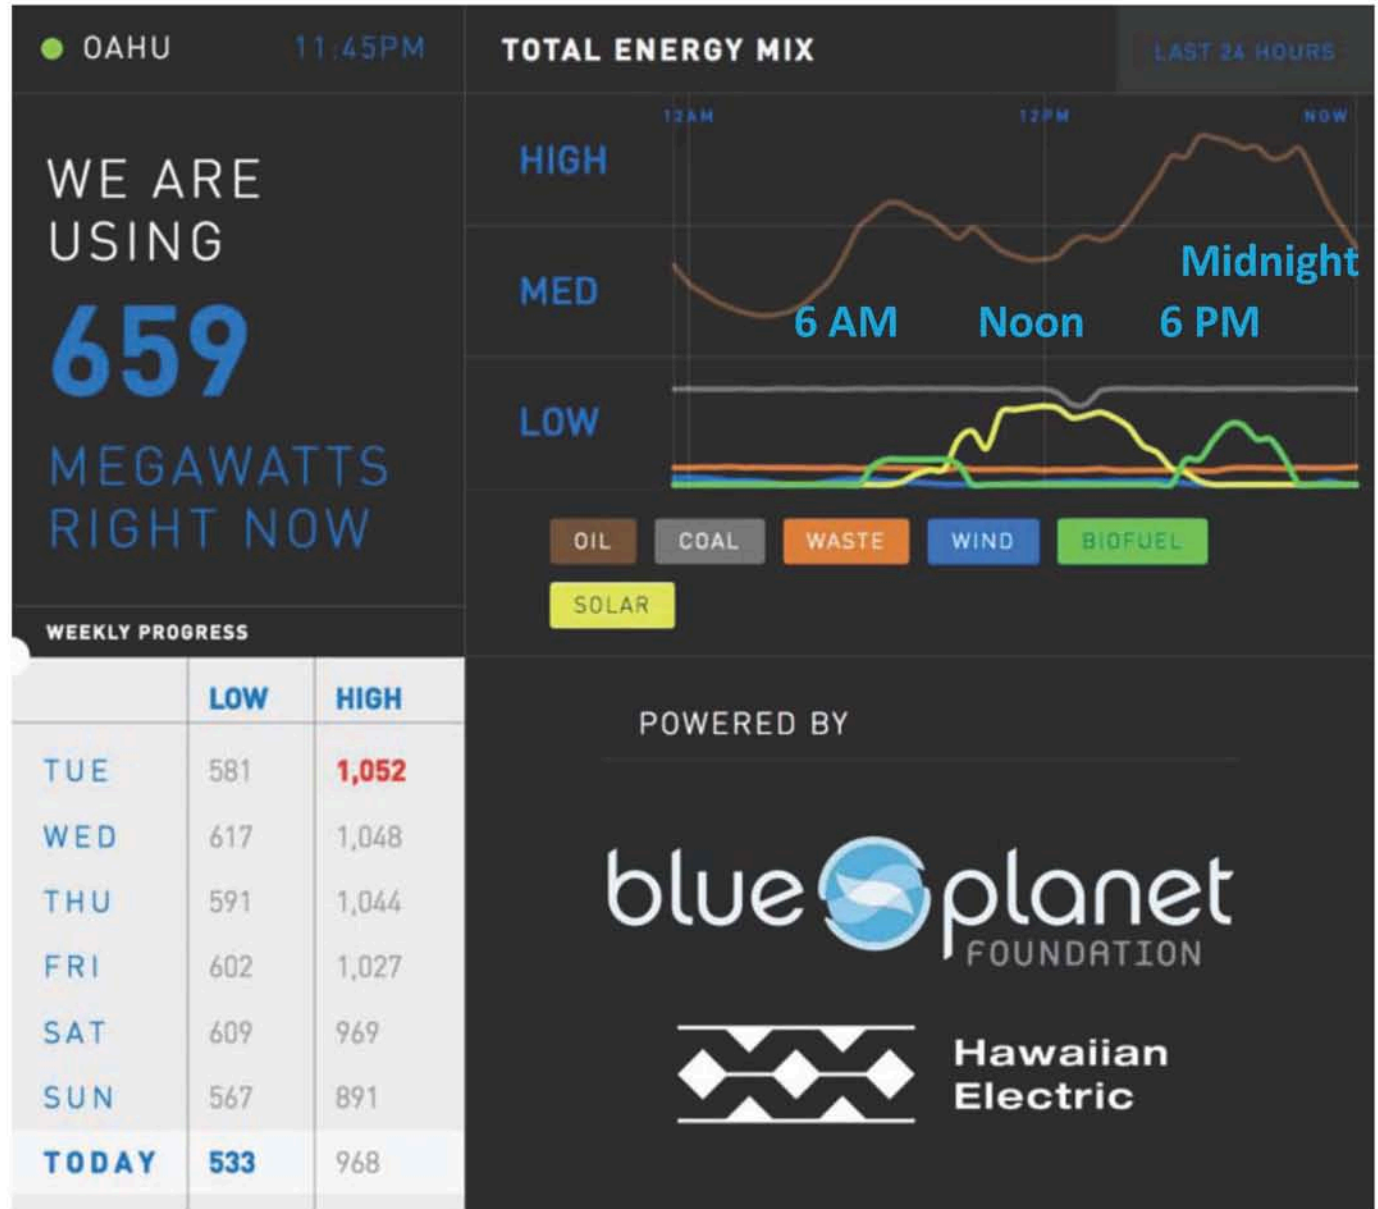 OAHU 11:45PM
WE ARE
USING
659
MEGAWATTS
RIGHT NOW
TOTAL ENERGY MIX LAST 24 HOURS
12AM 12PM NOW
HIGH
MED
LOW
Midnight
6 AM Noon 6 PM
OIL COAL WASTE WIND BIOFUEL
SOLAR
WEEKLY PROGRESS
LOW HIGH
TUE 581 1,052
WED 617 1,048
THU 591 1,044
FRI 602 1,027
SAT 609 969
SUN 567 891
TODAY 533 968
POWERED BY
blue planet
FOUNDATION
Hawaiian
Electric